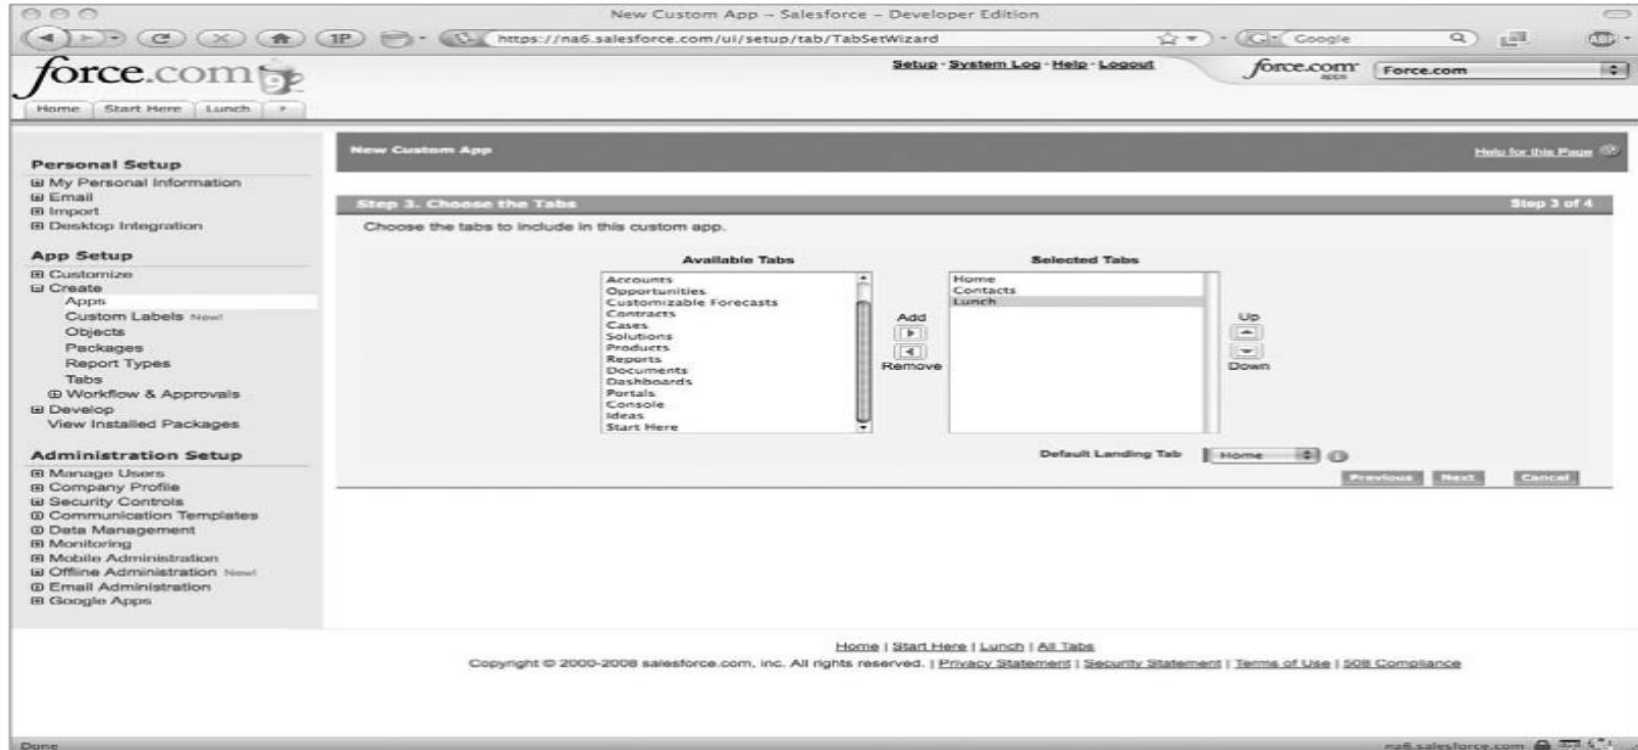 New Custom App – Salesforce – Developer Edition
1P https://na6.salesforce.com/ui/setup/tab/TabSetWizard Google ABP
force.com 9
Setup · System Log · Help · Logout
force.com apps
Force.com
Home Start Here Lunch
Personal Setup
My Personal Information
Email
Import
Desktop Integration
App Setup
Customize
Create
Apps
Custom Labels New!
Objects
Packages
Report Types
Tabs
Workflow & Approvals
Develop
View Installed Packages
Administration Setup
Manage Users
Company Profile
Security Controls
Communication Templates
Data Management
Monitoring
Mobile Administration
Offline Administration New!
Email Administration
Google Apps
New Custom App
Help for this Page
Step 3. Choose the Tabs Step 3 of 4
Choose the tabs to include in this custom app.
Available Tabs
Accounts
Opportunities
Customizable Forecasts
Contracts
Cases
Solutions
Products
Reports
Documents
Dashboards
Portals
Console
Ideas
Start Here
Add
Remove
Selected Tabs
Home
Contacts
Lunch
Up
Down
Default Landing Tab Home
Previous Next Cancel
Home | Start Here | Lunch | All Tabs
Copyright © 2000-2008 salesforce.com, inc. All rights reserved. | Privacy Statement | Security Statement | Terms of Use | 508 Compliance
Done
na6.salesforce.com